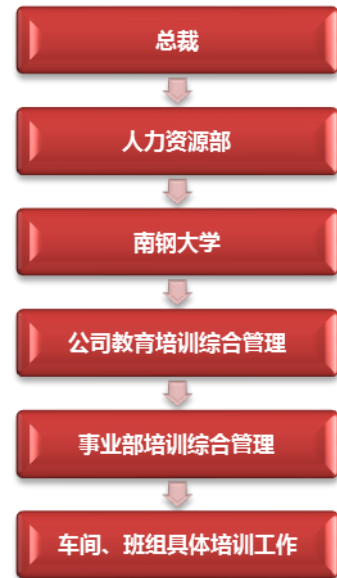 总裁
人力资源部
南钢大学
公司教育培训综合管理
事业部培训综合管理
车间、班组具体培训工作